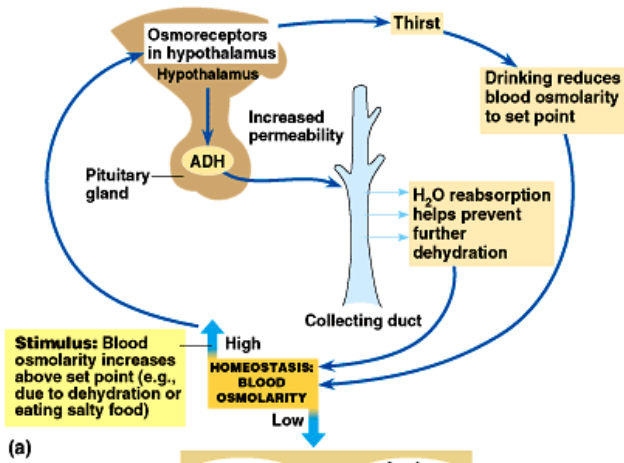 Osmoreceptors
in hypothalamus
Hypothalamus
Thirst
Drinking reduces
blood osmolarity
to set point
Increased
permeability
ADH
Pituitary
gland
H₂O reabsorption
helps prevent
further
dehydration
Collecting duct
Stimulus: Blood
osmolarity increases
above set point (e.g.,
due to dehydration or
eating salty food)
High
HOMEOSTASIS:
BLOOD
OSMOLARITY
Low
(a)